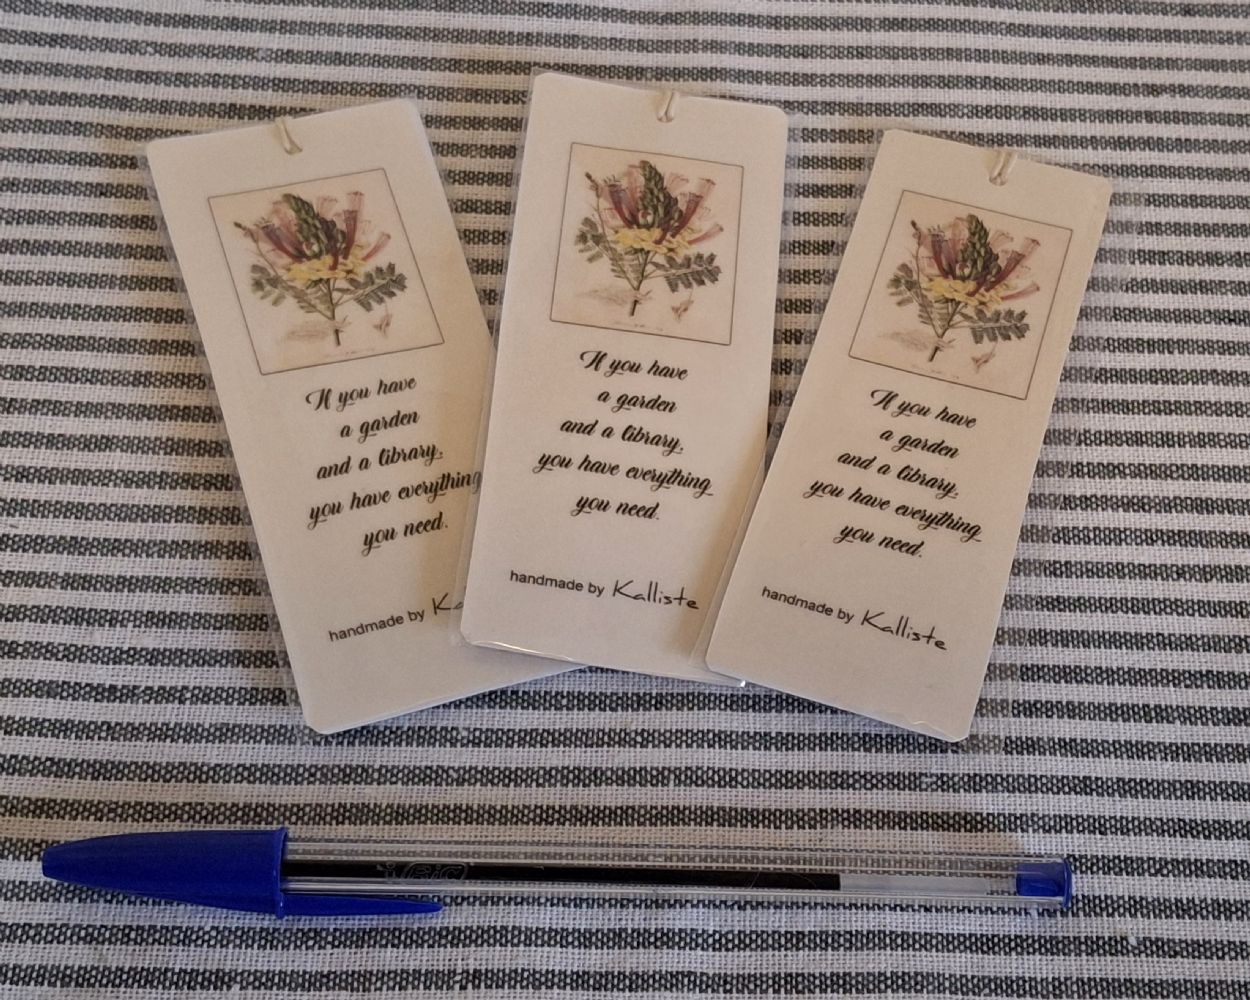 If you have
a garden
and a library,
you have everything
you need.
handmade by Ka
If you have
a garden
and a library,
you have everything
you need.
handmade by Kalliste
If you have
a garden
and a library,
you have everything
you need.
handmade by Kalliste
BIC